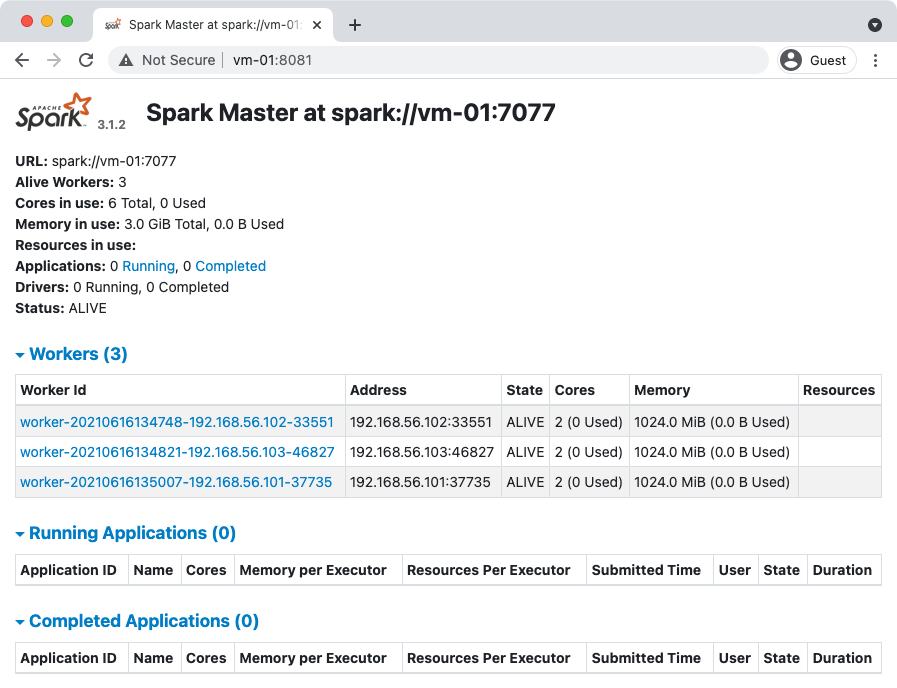 Spark Master at spark://vm-01:
Not Secure vm-01:8081 Guest
APACHE
Spark 3.1.2 Spark Master at spark://vm-01:7077
URL: spark://vm-01:7077
Alive Workers: 3
Cores in use: 6 Total, 0 Used
Memory in use: 3.0 GiB Total, 0.0 B Used
Resources in use:
Applications: 0 Running, 0 Completed
Drivers: 0 Running, 0 Completed
Status: ALIVE
Workers (3)
Worker Id Address State Cores Memory Resources
worker-20210616134748-192.168.56.102-33551 192.168.56.102:33551 ALIVE 2 (0 Used) 1024.0 MiB (0.0 B Used)
worker-20210616134821-192.168.56.103-46827 192.168.56.103:46827 ALIVE 2 (0 Used) 1024.0 MiB (0.0 B Used)
worker-20210616135007-192.168.56.101-37735 192.168.56.101:37735 ALIVE 2 (0 Used) 1024.0 MiB (0.0 B Used)
Running Applications (0)
Application ID Name Cores Memory per Executor Resources Per Executor Submitted Time User State Duration
Completed Applications (0)
Application ID Name Cores Memory per Executor Resources Per Executor Submitted Time User State Duration